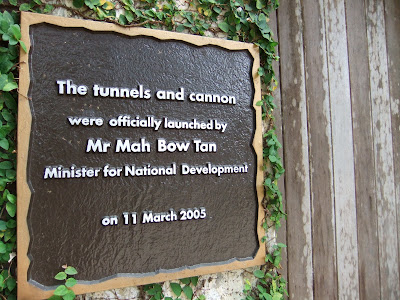 The tunnels and cannon
were officially launched by
Mr Mah Bow Tan
Minister for National Development
on 11 March 2005